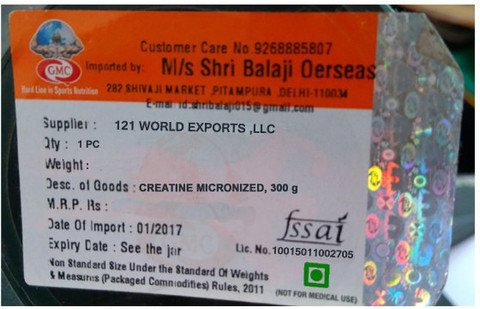 Customer Care No.9268885807
GMC
Hard Line in Sports Nutrition
Imported by: M/s Shri Balaji Oerseas
282 SHIVAJI MARKET ,PITAMPURA ,DELHI-110034
E-mail id.shribalaji015@gmail.com
Supplier : 121 WORLD EXPORTS ,LLC
Qty : 1 PC
Weight :
Desc. of Goods : CREATINE MICRONIZED, 300 g
M.R.P. Rs :
Date Of Import : 01/2017
Expiry Date : See the jar
fssai
Lic. No. 10015011002705
Non Standard Size Under the Standard Of Weights
& Measures (Packaged Commodities) Rules, 2011
(NOT FOR MEDICAL USE)